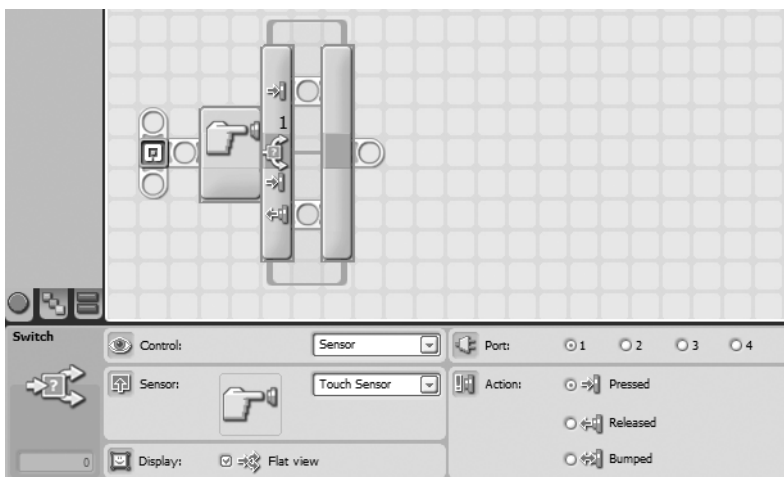 1
Switch
Control:
Sensor
Port:
1
2
3
4
Sensor:
Touch Sensor
Action:
Pressed
Released
Bumped
0
Display:
Flat view